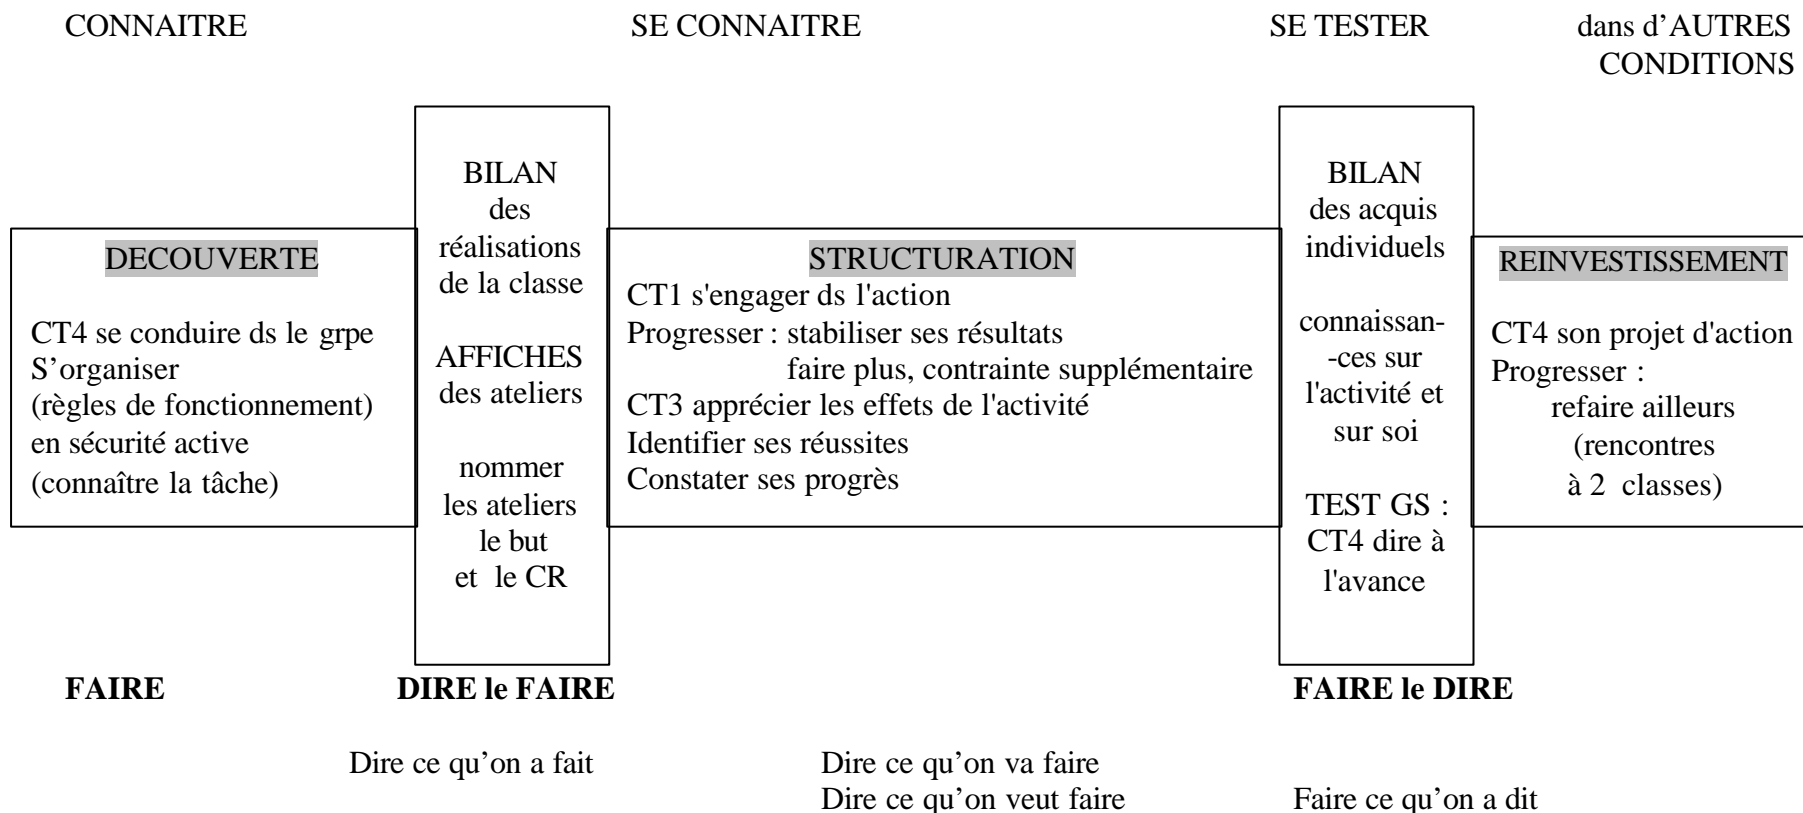 CONNAITRE
SE CONNAITRE
SE TESTER
dans d’AUTRES
CONDITIONS
DECOUVERTE
CT4 se conduire ds le grpe
S’organiser
(règles de fonctionnement)
en sécurité active
(connaître la tâche)
BILAN
des
réalisations
de la classe
AFFICHES
des ateliers
nommer
les ateliers
le but
et le CR
STRUCTURATION
CT1 s'engager ds l'action
Progresser : stabiliser ses résultats
faire plus, contrainte supplémentaire
CT3 apprécier les effets de l'activité
Identifier ses réussites
Constater ses progrès
BILAN
des acquis
individuels
connaissan-
-ces sur
l'activité et
sur soi
TEST GS :
CT4 dire à
l'avance
REINVESTISSEMENT
CT4 son projet d'action
Progresser :
refaire ailleurs
(rencontres
à 2 classes)
FAIRE
DIRE le FAIRE
FAIRE le DIRE
Dire ce qu’on a fait
Dire ce qu’on va faire
Dire ce qu’on veut faire
Faire ce qu’on a dit